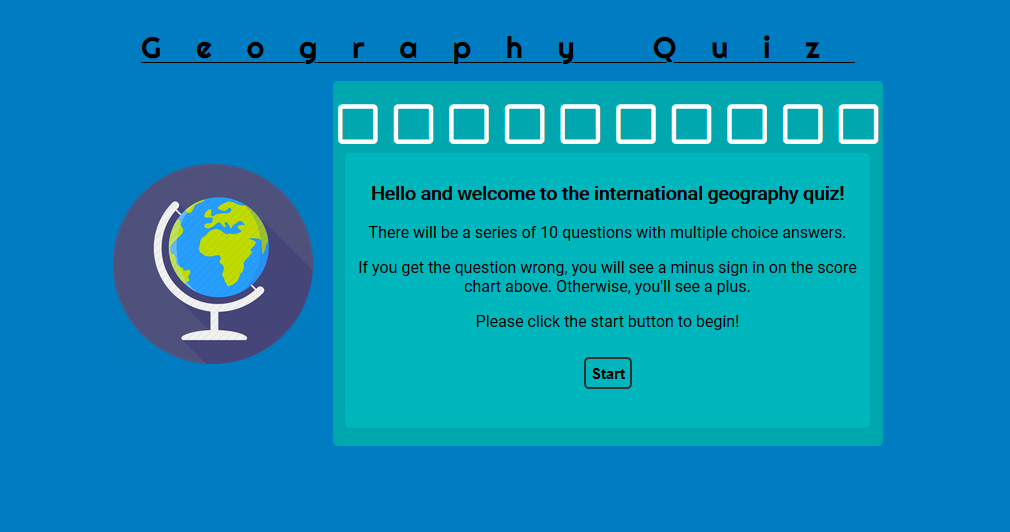 Geography Quiz
Hello and welcome to the international geography quiz!
There will be a series of 10 questions with multiple choice answers.
If you get the question wrong, you will see a minus sign in on the score
chart above. Otherwise, you'll see a plus.
Please click the start button to begin!
Start